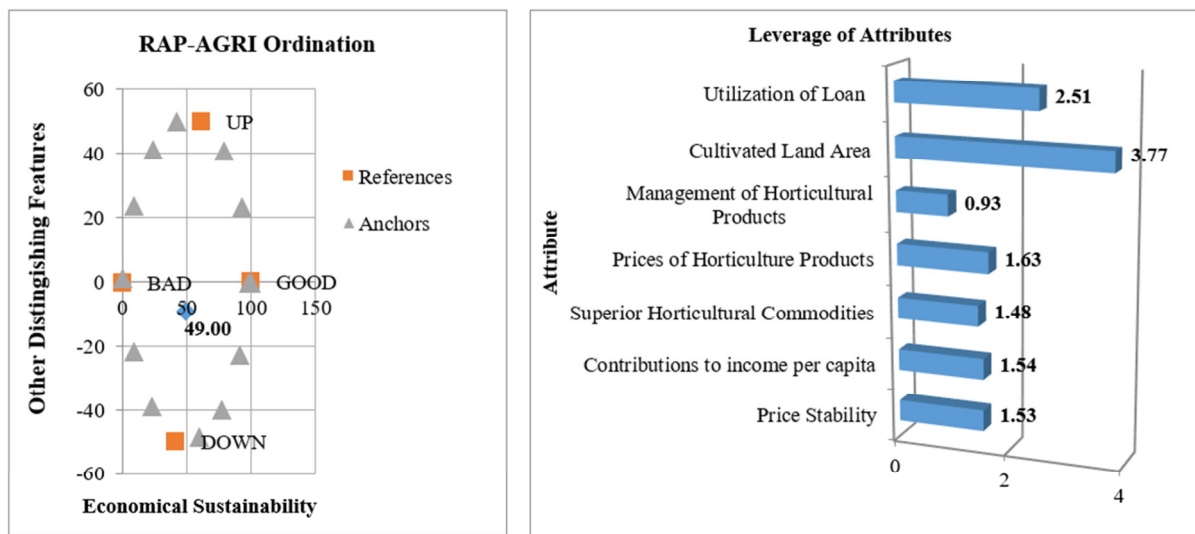 RAP-AGRI Ordination
Other Distingishing Features
60
40
20
0
-20
-40
-60
UP
BAD
GOOD
0
50
100
150
49.00
DOWN
References
Anchors
Economical Sustainability
Leverage of Attributes
Attribute
Utilization of Loan
2.51
Cultivated Land Area
3.77
Management of Horticultural
Products
0.93
Prices of Horticulture Products
1.63
Superior Horticultural Commodities
1.48
Contributions to income per capita
1.54
Price Stability
1.53
0
2
4